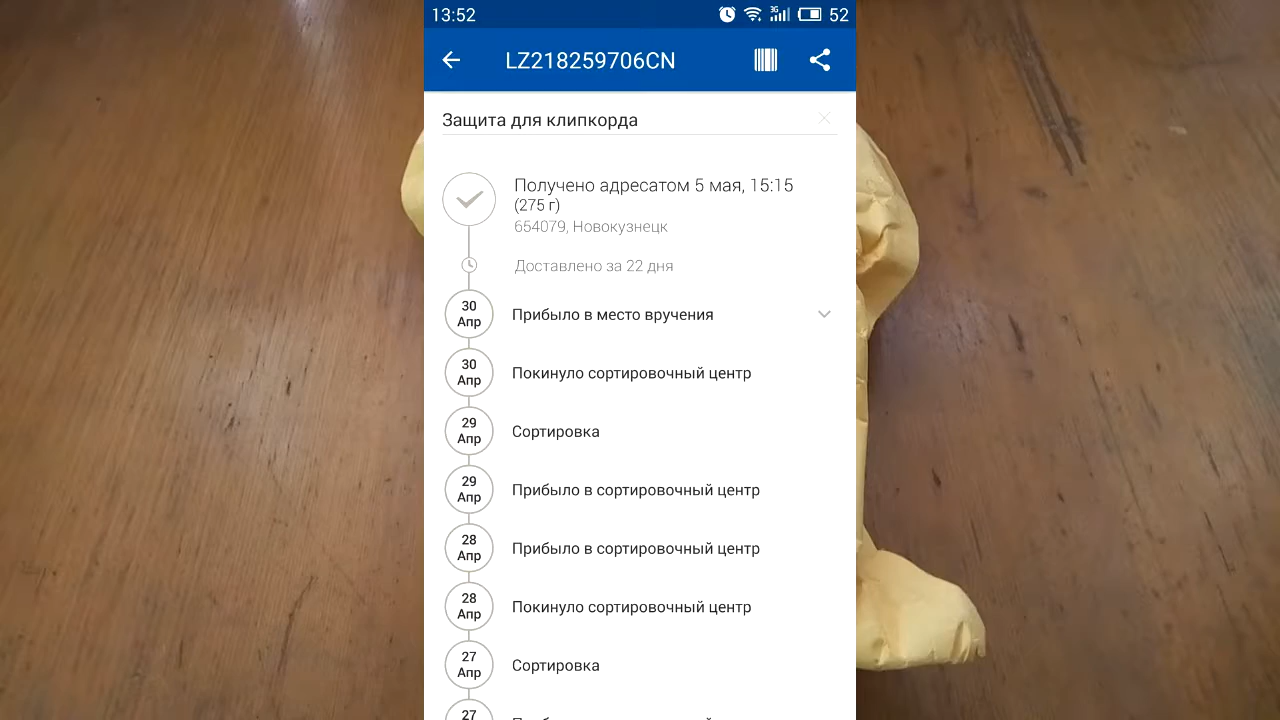 13:52
3G
52
LZ218259706CN
Защита для клипкорда
Получено адресатом 5 мая, 15:15
(275 г)
654079, Новокузнецк
Доставлено за 22 дня
30
Апр
Прибыло в место вручения
30
Апр
Покинуло сортировочный центр
29
Апр
Сортировка
29
Апр
Прибыло в сортировочный центр
28
Апр
Прибыло в сортировочный центр
28
Апр
Покинуло сортировочный центр
27
Апр
Сортировка
27